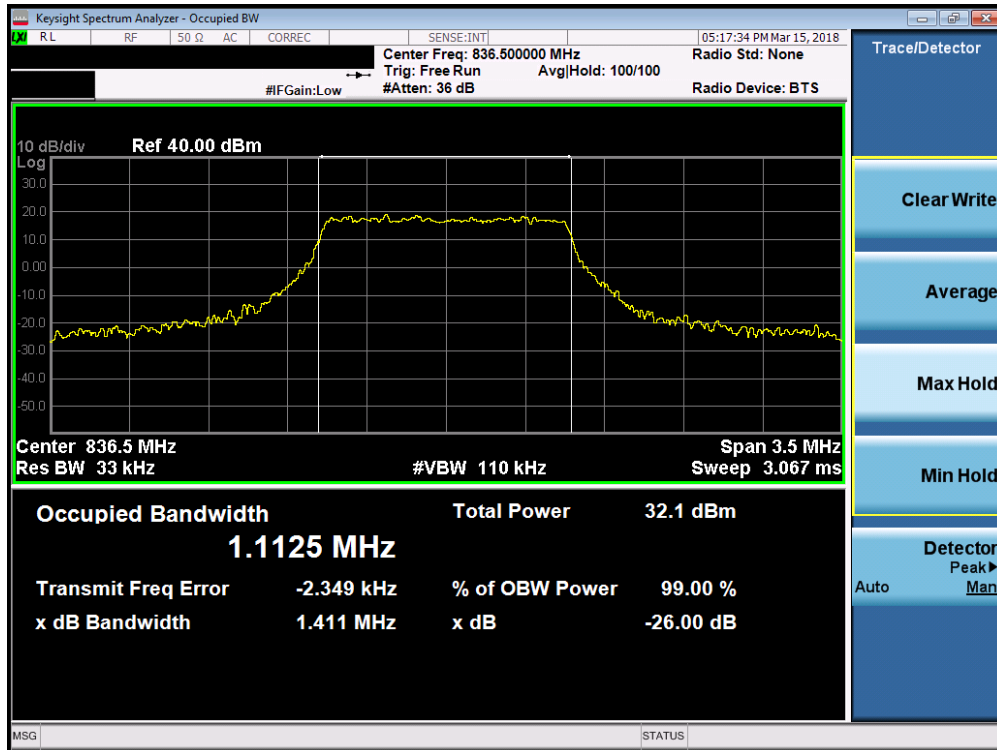 Keysight Spectrum Analyzer - Occupied BW
LXI RL RF 50 Ω AC CORREC SENSE:INT 05:17:34 PM Mar 15, 2018
Center Freq: 836.500000 MHz Radio Std: None
Trig: Free Run Avg|Hold: 100/100
#IFGain:Low #Atten: 36 dB Radio Device: BTS
Trace/Detector
10 dB/div Ref 40.00 dBm
Log
30.0
20.0
10.0
0.00
-10.0
-20.0
-30.0
-40.0
-50.0
Center 836.5 MHz Span 3.5 MHz
Res BW 33 kHz #VBW 110 kHz Sweep 3.067 ms
Occupied Bandwidth Total Power 32.1 dBm
1.1125 MHz
Transmit Freq Error -2.349 kHz % of OBW Power 99.00 %
x dB Bandwidth 1.411 MHz x dB -26.00 dB
Clear Write
Average
Max Hold
Min Hold
Detector
Peak▶
Auto Man
MSG STATUS